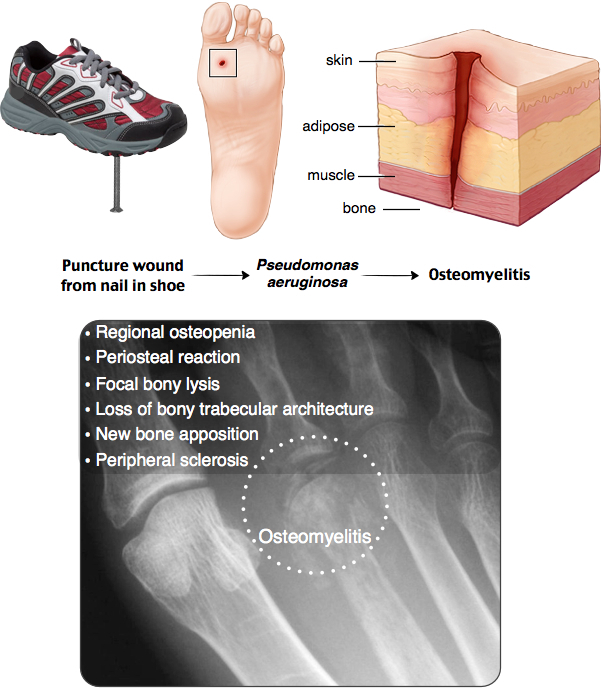 skin
adipose
muscle
bone
Puncture wound
from nail in shoe
Pseudomonas
aeruginosa
Osteomyelitis
• Regional osteopenia
• Periosteal reaction
• Focal bony lysis
• Loss of bony trabecular architecture
• New bone apposition
• Peripheral sclerosis
Osteomyelitis